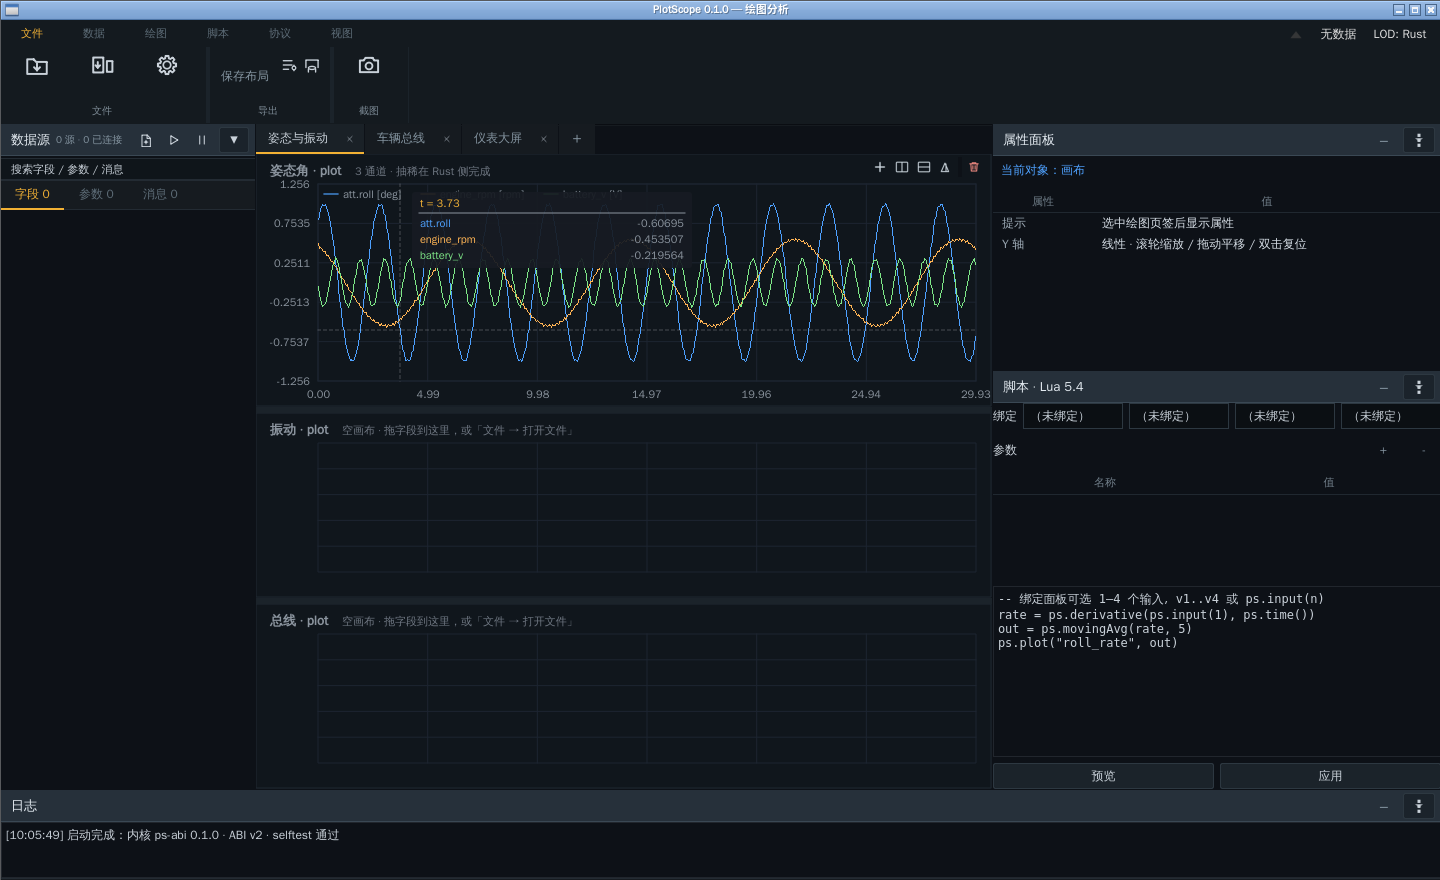 PlotScope 0.1.0 — 绘图分析
文件 数据 绘图 脚本 协议 视图 无数据 LOD: Rust
保存布局
文件 导出 截图
数据源 0 源 · 0 已连接
搜索字段 / 参数 / 消息
字段 0 参数 0 消息 0
姿态与振动 × 车辆总线 × 仪表大屏 × +
姿态角 · plot 3 通道 · 抽稀在 Rust 侧完成
att.roll [deg]
t = 3.73
att.roll -0.60695
engine_rpm -0.453507
battery_v -0.219564
1.256
0.7535
0.2511
-0.2513
-0.7537
-1.256
0.00 4.99 9.98 14.97 19.96 24.94 29.93
振动 · plot 空画布 · 拖字段到这里，或「文件 → 打开文件」
总线 · plot 空画布 · 拖字段到这里，或「文件 → 打开文件」
属性面板
当前对象：画布
属性 值
提示 选中绘图页签后显示属性
Y 轴 线性 · 滚轮缩放 / 拖动平移 / 双击复位
脚本 · Lua 5.4
绑定 （未绑定） （未绑定） （未绑定） （未绑定）
参数 + -
名称 值
-- 绑定面板可选 1–4 个输入，v1..v4 或 ps.input(n)
rate = ps.derivative(ps.input(1), ps.time())
out = ps.movingAvg(rate, 5)
ps.plot("roll_rate", out)
预览 应用
日志
[10:05:49] 启动完成：内核 ps-abi 0.1.0 · ABI v2 · selftest 通过